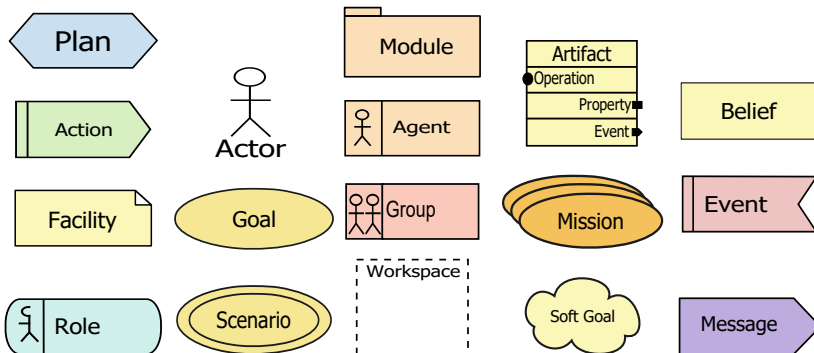 Plan
Module
Artifact
Operation
Property
Event
Action
Actor
Agent
Belief
Facility
Goal
Group
Mission
Event
Workspace
Role
Scenario
Soft Goal
Message